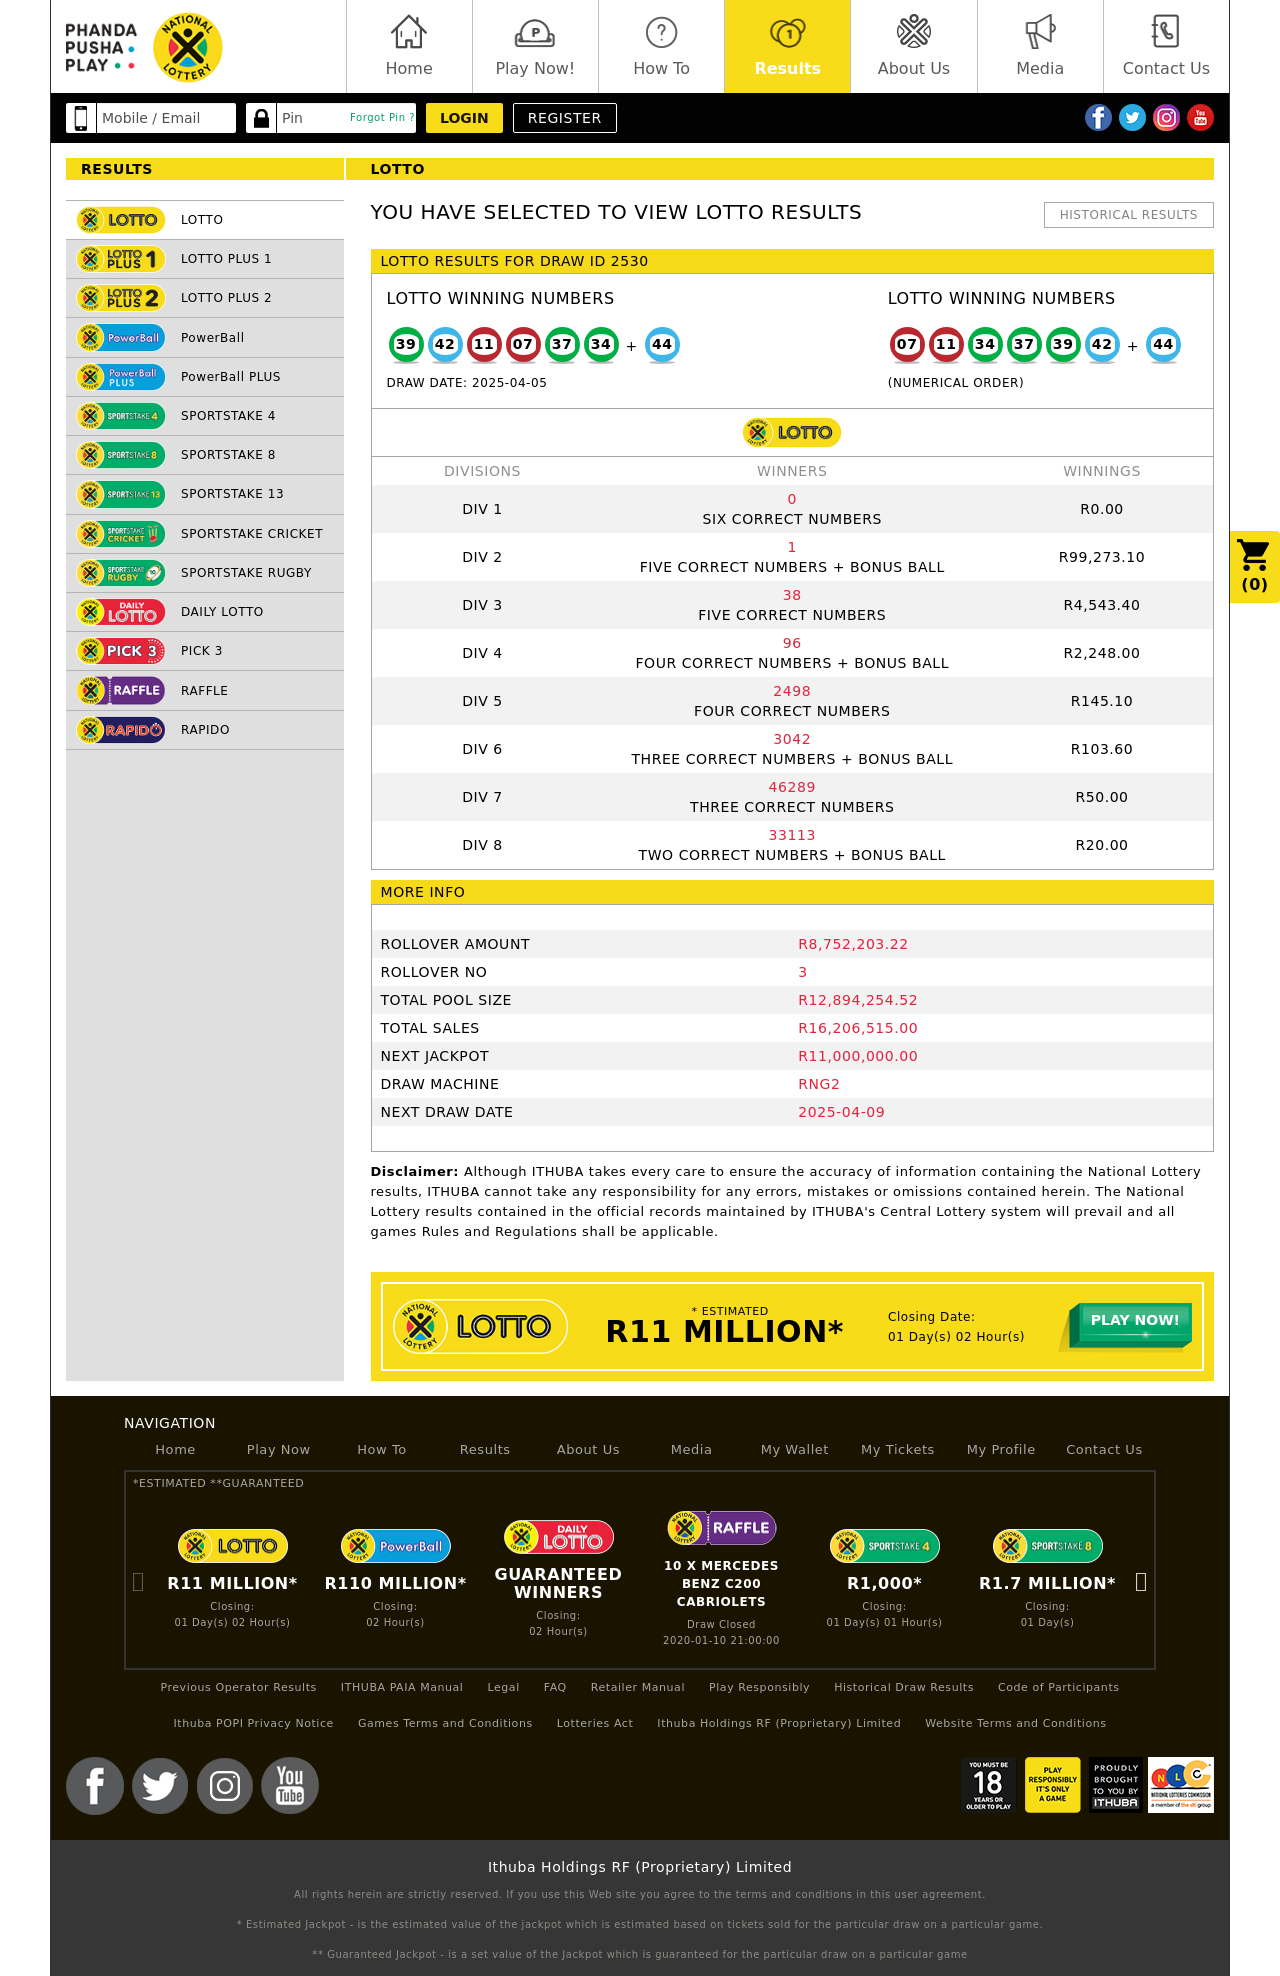 PHANDA
PUSHA
PLAY
NATIONAL
LOTTERY
Home
Play Now!
How To
Results
About Us
Media
Contact Us
Mobile / Email
Pin
Forgot Pin ?
LOGIN
REGISTER
RESULTS
LOTTO
LOTTO
LOTTO
LOTTO PLUS 1
LOTTO PLUS 1
LOTTO PLUS 2
LOTTO PLUS 2
PowerBall
PowerBall
PowerBall PLUS
PowerBall PLUS
SPORTSTAKE 4
SPORTSTAKE 4
SPORTSTAKE 8
SPORTSTAKE 8
SPORTSTAKE 13
SPORTSTAKE 13
SPORTSTAKE CRICKET
SPORTSTAKE CRICKET
SPORTSTAKE RUGBY
SPORTSTAKE RUGBY
DAILY LOTTO
DAILY LOTTO
PICK 3
PICK 3
RAFFLE
RAFFLE
RAPIDO
RAPIDO
YOU HAVE SELECTED TO VIEW LOTTO RESULTS
HISTORICAL RESULTS
LOTTO RESULTS FOR DRAW ID 2530
LOTTO WINNING NUMBERS
39 42 11 07 37 34 + 44
DRAW DATE: 2025-04-05
LOTTO WINNING NUMBERS
07 11 34 37 39 42 + 44
(NUMERICAL ORDER)
LOTTO
DIVISIONS WINNERS WINNINGS
DIV 1 0 SIX CORRECT NUMBERS R0.00
DIV 2 1 FIVE CORRECT NUMBERS + BONUS BALL R99,273.10
DIV 3 38 FIVE CORRECT NUMBERS R4,543.40
DIV 4 96 FOUR CORRECT NUMBERS + BONUS BALL R2,248.00
DIV 5 2498 FOUR CORRECT NUMBERS R145.10
DIV 6 3042 THREE CORRECT NUMBERS + BONUS BALL R103.60
DIV 7 46289 THREE CORRECT NUMBERS R50.00
DIV 8 33113 TWO CORRECT NUMBERS + BONUS BALL R20.00
(0)
MORE INFO
ROLLOVER AMOUNT R8,752,203.22
ROLLOVER NO 3
TOTAL POOL SIZE R12,894,254.52
TOTAL SALES R16,206,515.00
NEXT JACKPOT R11,000,000.00
DRAW MACHINE RNG2
NEXT DRAW DATE 2025-04-09
Disclaimer: Although ITHUBA takes every care to ensure the accuracy of information containing the National Lottery
results, ITHUBA cannot take any responsibility for any errors, mistakes or omissions contained herein. The National
Lottery results contained in the official records maintained by ITHUBA's Central Lottery system will prevail and all
games Rules and Regulations shall be applicable.
NATIONAL LOTTERY LOTTO
* ESTIMATED
R11 MILLION*
Closing Date:
01 Day(s) 02 Hour(s)
PLAY NOW!
NAVIGATION
Home Play Now How To Results About Us Media My Wallet My Tickets My Profile Contact Us
*ESTIMATED **GUARANTEED
LOTTO
R11 MILLION*
Closing:
01 Day(s) 02 Hour(s)
PowerBall
R110 MILLION*
Closing:
02 Hour(s)
DAILY LOTTO
GUARANTEED
WINNERS
Closing:
02 Hour(s)
RAFFLE
10 X MERCEDES
BENZ C200
CABRIOLETS
Draw Closed
2020-01-10 21:00:00
SPORTSTAKE 4
R1,000*
Closing:
01 Day(s) 01 Hour(s)
SPORTSTAKE 8
R1.7 MILLION*
Closing:
01 Day(s)
Previous Operator Results ITHUBA PAIA Manual Legal FAQ Retailer Manual Play Responsibly Historical Draw Results Code of Participants
Ithuba POPI Privacy Notice Games Terms and Conditions Lotteries Act Ithuba Holdings RF (Proprietary) Limited Website Terms and Conditions
You
Tube
YOU MUST BE
18
YEARS OR
OLDER TO PLAY
PLAY
RESPONSIBLY
IT'S ONLY
A GAME
PROUDLY
BROUGHT
TO YOU BY
ITHUBA
NLC
NATIONAL LOTTERIES COMMISSION
a member of the dti group
Ithuba Holdings RF (Proprietary) Limited
All rights herein are strictly reserved. If you use this Web site you agree to the terms and conditions in this user agreement.
* Estimated Jackpot - is the estimated value of the jackpot which is estimated based on tickets sold for the particular draw on a particular game.
** Guaranteed Jackpot - is a set value of the Jackpot which is guaranteed for the particular draw on a particular game